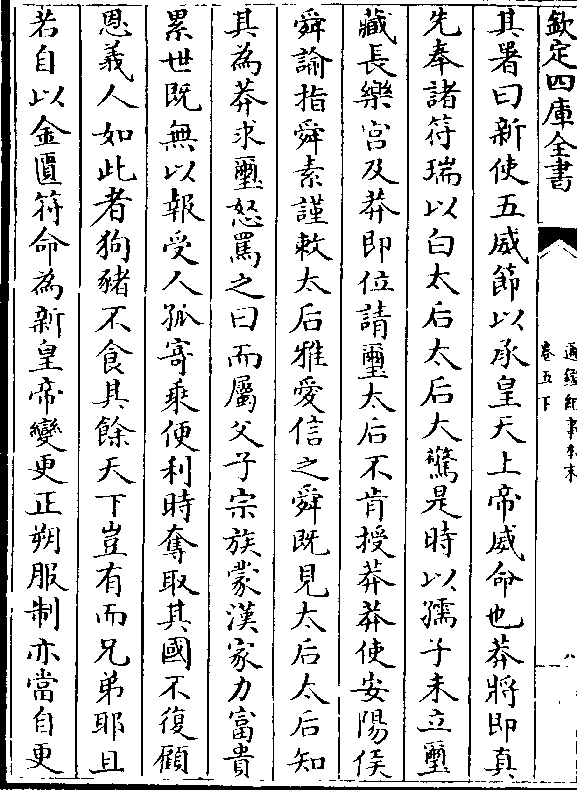 欽定四庫全書
通鑑紀事本末
卷五下
八
其署曰新使五威節以承皇天上帝威命也莽將即真
先奉諸符瑞以白太后太后大驚是時以孺子未立璽
藏長樂宫及莽即位請璽太后不肯授莽莽使安陽侯
舜諭指舜素謹敕太后雅愛信之舜既見太后太后知
其為莽求璽怒罵之曰而屬父子宗族蒙漢家力富貴
累世既無以報受人孤寄乘便利時奪取其國不復顧
恩義人如此者狗豬不食其餘天下豈有而兄弟耶且
若自以金匱符命為新皇帝變更正朔服制亦當自更